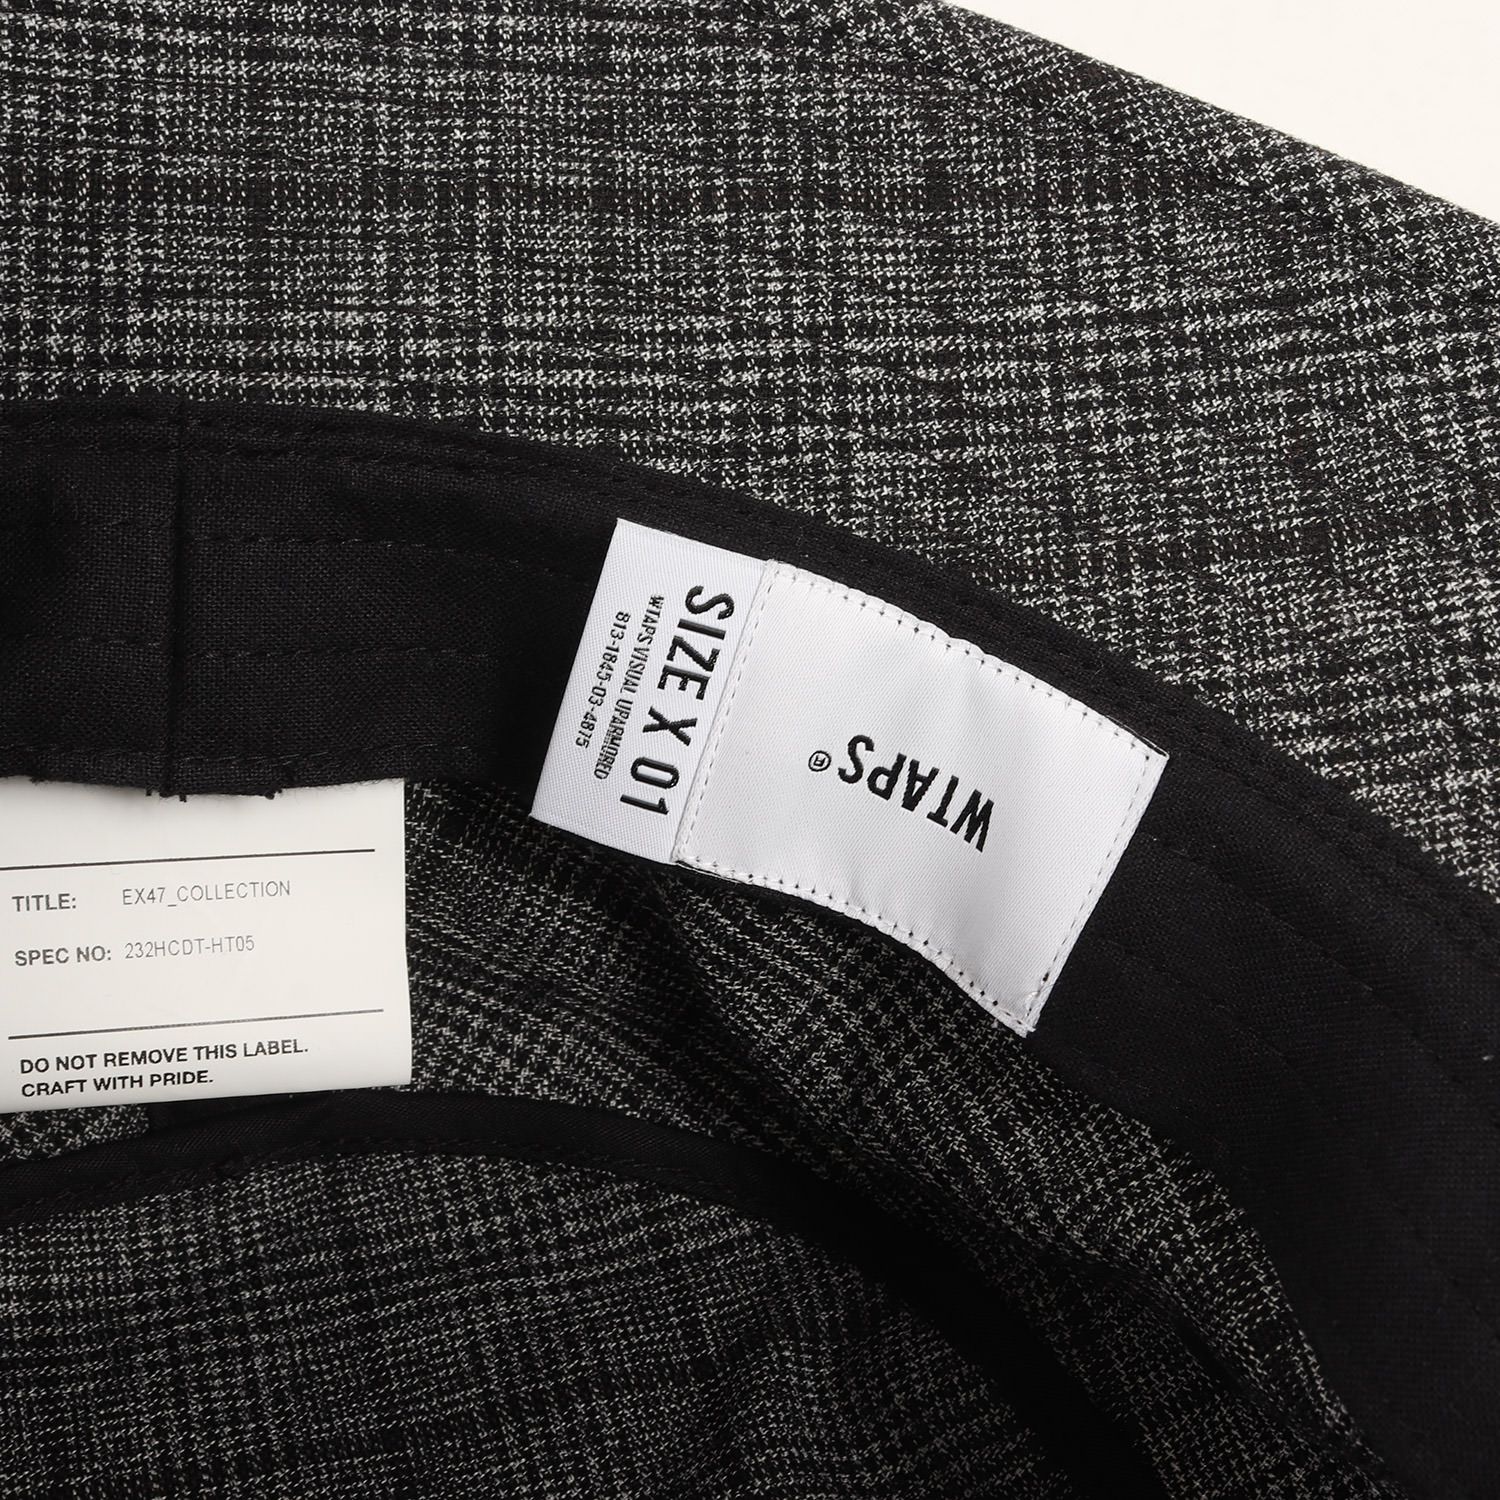 TITLE: EX47_COLLECTION
SPEC NO: 232HCDT-HT05
DO NOT REMOVE THIS LABEL.
CRAFT WITH PRIDE.
SIZE X 01
WTAPS VISUAL UPARMORED
813-1845-03-4875
WTAPS®